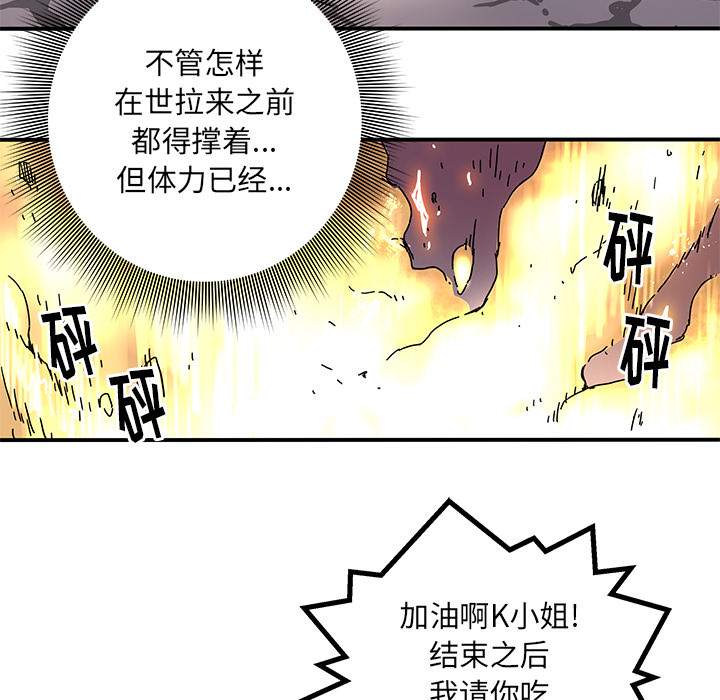 不管怎样
在世拉来之前
都得撑着...
但体力已经...
砰
砰
砰
砰
加油啊K小姐!
结束之后
我请你吃